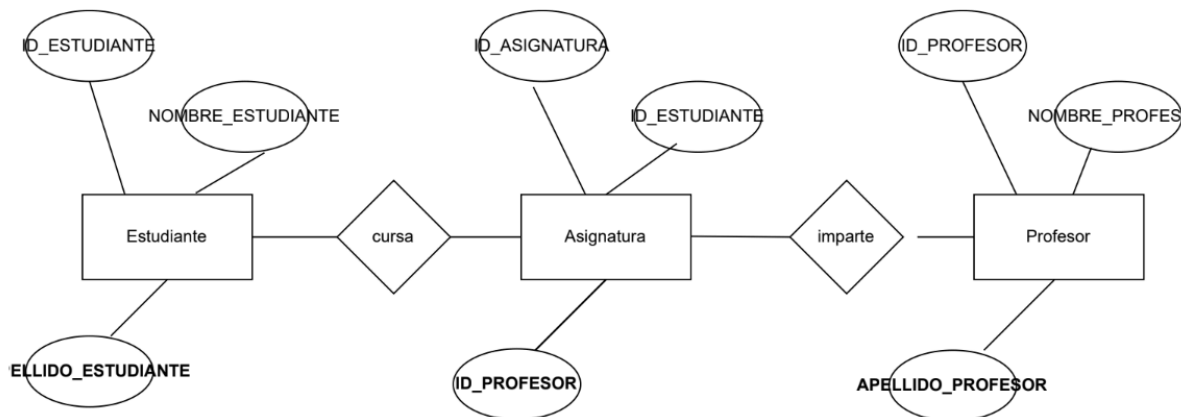 ID_ESTUDIANTE
ID_ASIGNATURA
ID_PROFESOR
NOMBRE_ESTUDIANTE
ID_ESTUDIANTE
NOMBRE_PROFES
Estudiante
cursa
Asignatura
imparte
Profesor
ELLIDO_ESTUDIANTE
ID_PROFESOR
APELLIDO_PROFESOR